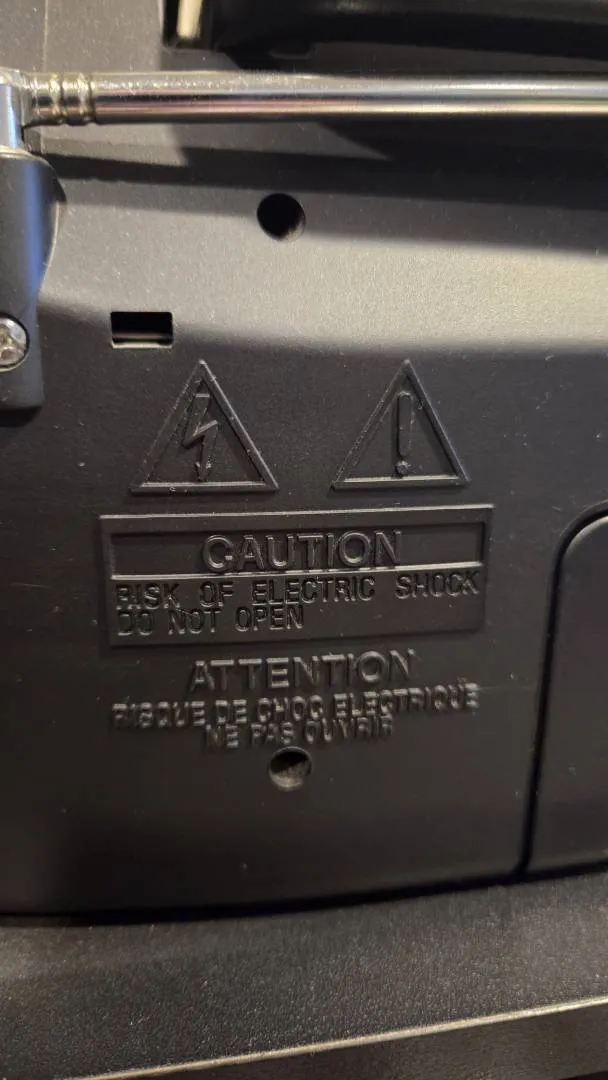 CAUTION
RISK OF ELECTRIC SHOCK
DO NOT OPEN
ATTENTION
RISQUE DE CHOC ELECTRIQUE
NE PAS OUVRIR